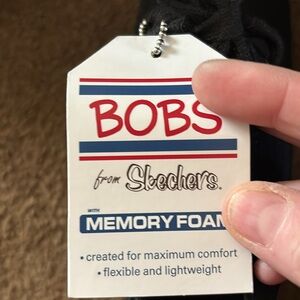 BOBS
from Skechers.
WITH
MEMORY FOAM
• created for maximum comfort
• flexible and lightweight